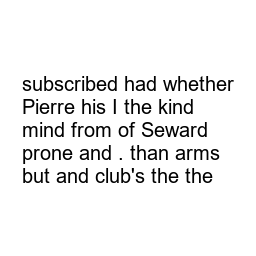 subscribed had whether
Pierre his I the kind
mind from of Seward
prone and . than arms
but and club's the the